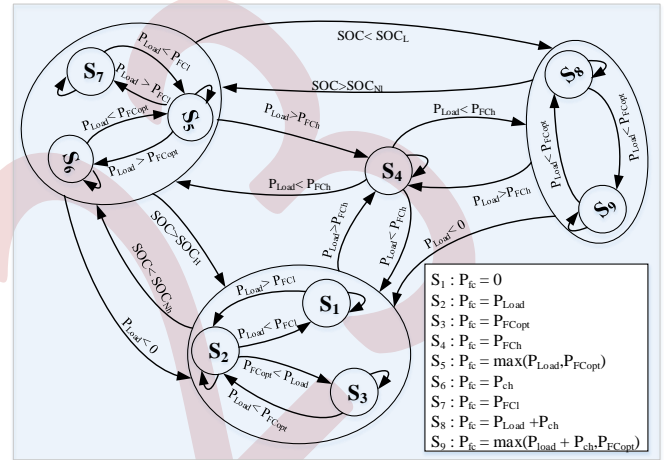 SOC< SOC_L
S₇
P_Load< P_FCl
P_Load > P_FCl
S₈
SOC>SOC_Nl
P_Load< P_FCopt
S₅
P_Load>P_FCh
P_Load< P_FCh
P_Load< P_FCopt
P_Load< P_FCopt
S₆
P_Load > P_FCopt
S₄
P_Load< P_FCh
P_Load>P_FCh
S₉
SOC>SOC_H
P_Load>P_FCh
P_Load< P_FCh
P_Load< 0
SOC< SOC_Nh
P_Load< 0
P_Load> P_FCl
S₁
P_Load< P_FCl
S₂
P_FCopt< P_Load
S₃
P_Load< P_FCopt
S₁ : P_fc = 0
S₂ : P_fc = P_Load
S₃ : P_fc = P_FCopt
S₄ : P_fc = P_FCh
S₅ : P_fc = max(P_Load,P_FCopt)
S₆ : P_fc = P_ch
S₇ : P_fc = P_FCl
S₈ : P_fc = P_Load +P_ch
S₉ : P_fc = max(P_load + P_ch,P_FCopt)